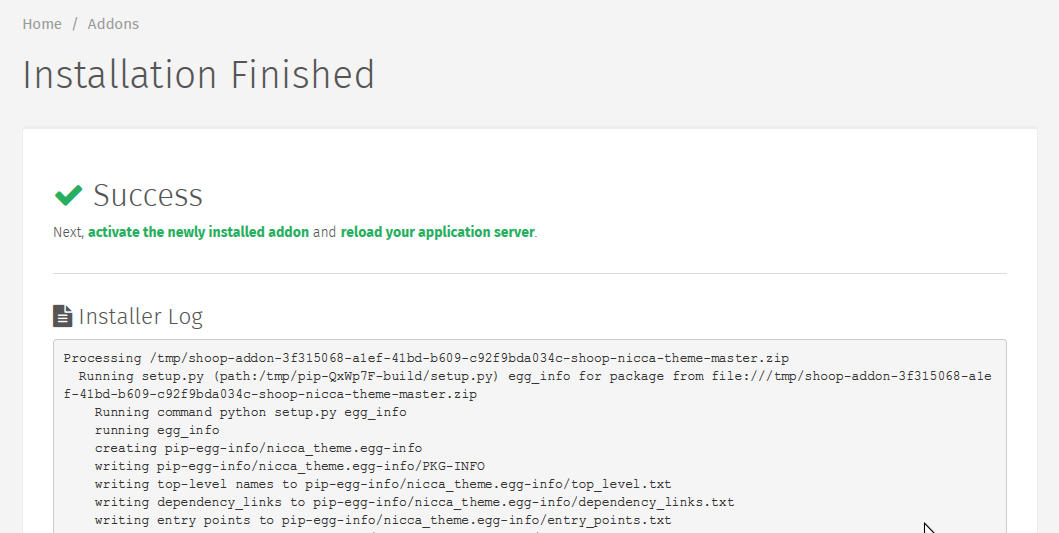 Home / Addons
Installation Finished
Success
Next, activate the newly installed addon and reload your application server.
Installer Log
Processing /tmp/shoop-addon-3f315068-a1ef-41bd-b609-c92f9bda034c-shoop-nicca-theme-master.zip
Running setup.py (path:/tmp/pip-QxWp7F-build/setup.py) egg_info for package from file:///tmp/shoop-addon-3f315068-a1e
f-41bd-b609-c92f9bda034c-shoop-nicca-theme-master.zip
Running command python setup.py egg_info
running egg_info
creating pip-egg-info/nicca_theme.egg-info
writing pip-egg-info/nicca_theme.egg-info/PKG-INFO
writing top-level names to pip-egg-info/nicca_theme.egg-info/top_level.txt
writing dependency_links to pip-egg-info/nicca_theme.egg-info/dependency_links.txt
writing entry points to pip-egg-info/nicca_theme.egg-info/entry_points.txt